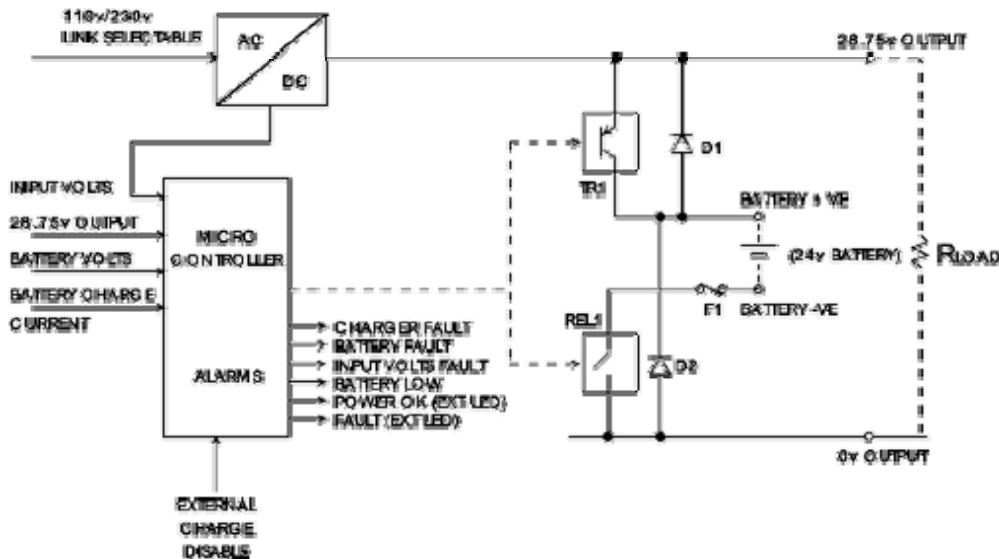 110v/230v
LINK SELECTABLE
AC
DC
28.75v OUTPUT
D1
TR1
INPUT VOLTS
28.75v OUTPUT
BATTERY VOLTS
BATTERY CHARGE
CURRENT
MICRO
CONTROLLER
ALARMS
BATTERY +VE
(24v BATTERY)
RLOAD
F1
BATTERY -VE
REL1
D2
CHARGER FAULT
BATTERY FAULT
INPUT VOLTS FAULT
BATTERY LOW
POWER OK (EXT LED)
FAULT (EXT LED)
0v OUTPUT
EXTERNAL
CHARGE
DISABLE